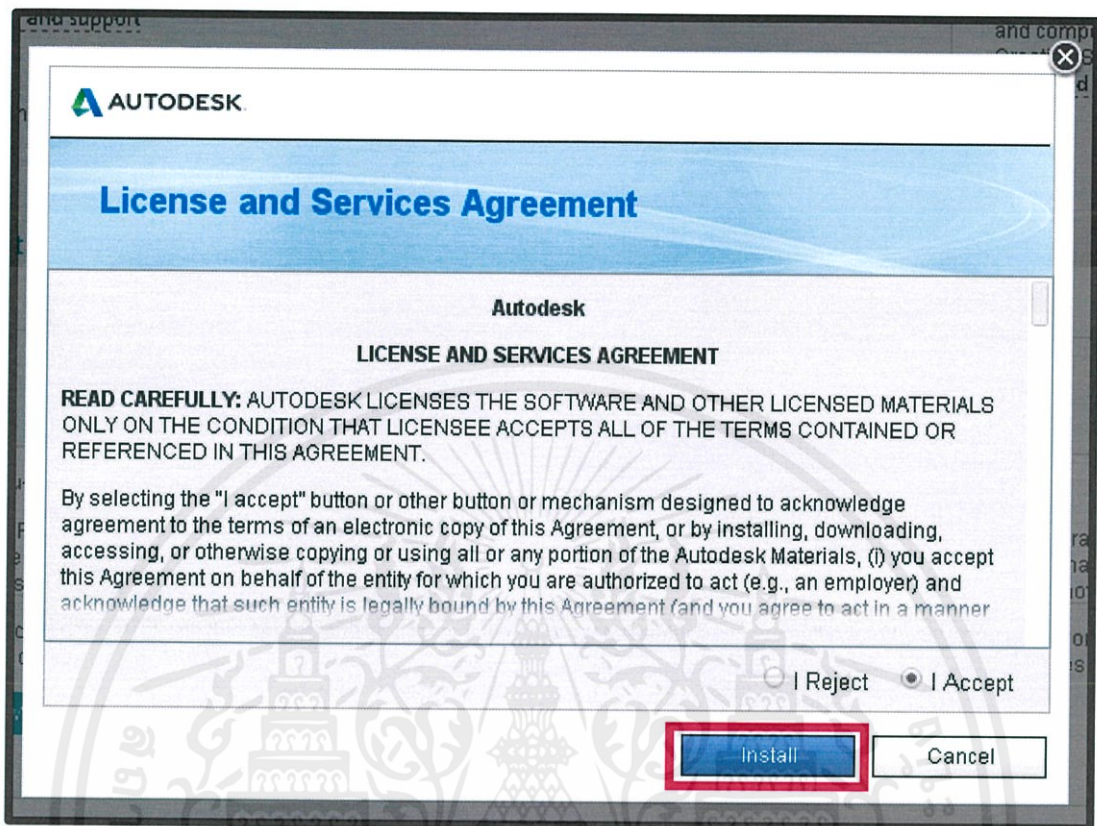 and support
and comp
AUTODESK
License and Services Agreement
Autodesk
LICENSE AND SERVICES AGREEMENT
READ CAREFULLY: AUTODESK LICENSES THE SOFTWARE AND OTHER LICENSED MATERIALS
ONLY ON THE CONDITION THAT LICENSEE ACCEPTS ALL OF THE TERMS CONTAINED OR
REFERENCED IN THIS AGREEMENT.
By selecting the "I accept" button or other button or mechanism designed to acknowledge
agreement to the terms of an electronic copy of this Agreement, or by installing, downloading,
accessing, or otherwise copying or using all or any portion of the Autodesk Materials, (i) you accept
this Agreement on behalf of the entity for which you are authorized to act (e.g., an employer) and
acknowledge that such entity is legally bound by this Agreement (and you agree to act in a manner
I Reject I Accept
Install Cancel